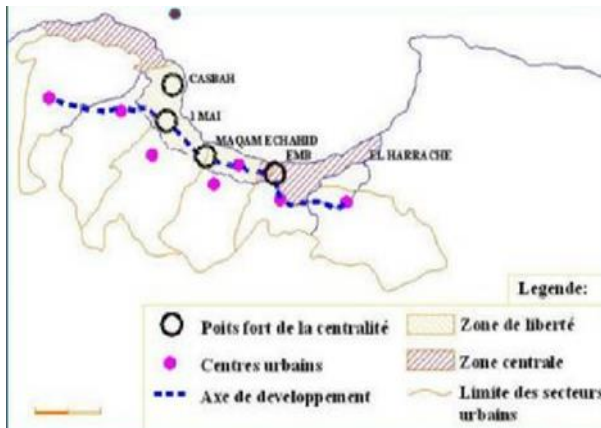 CASBAH
1 MAI
MAQAM ECHAHID
EMB
EL HARRACHE
Legende:
Poits fort de la centralité
Zone de liberté
Centres urbains
Zone centrale
Axe de developpement
Limite des secteurs
urbains